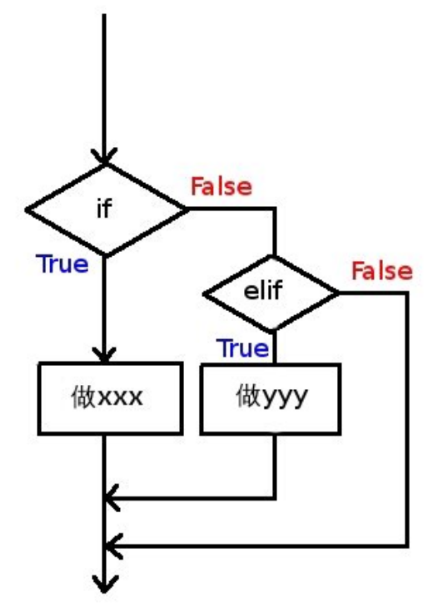 if
False
True
elif
False
True
做xxx
做yyy